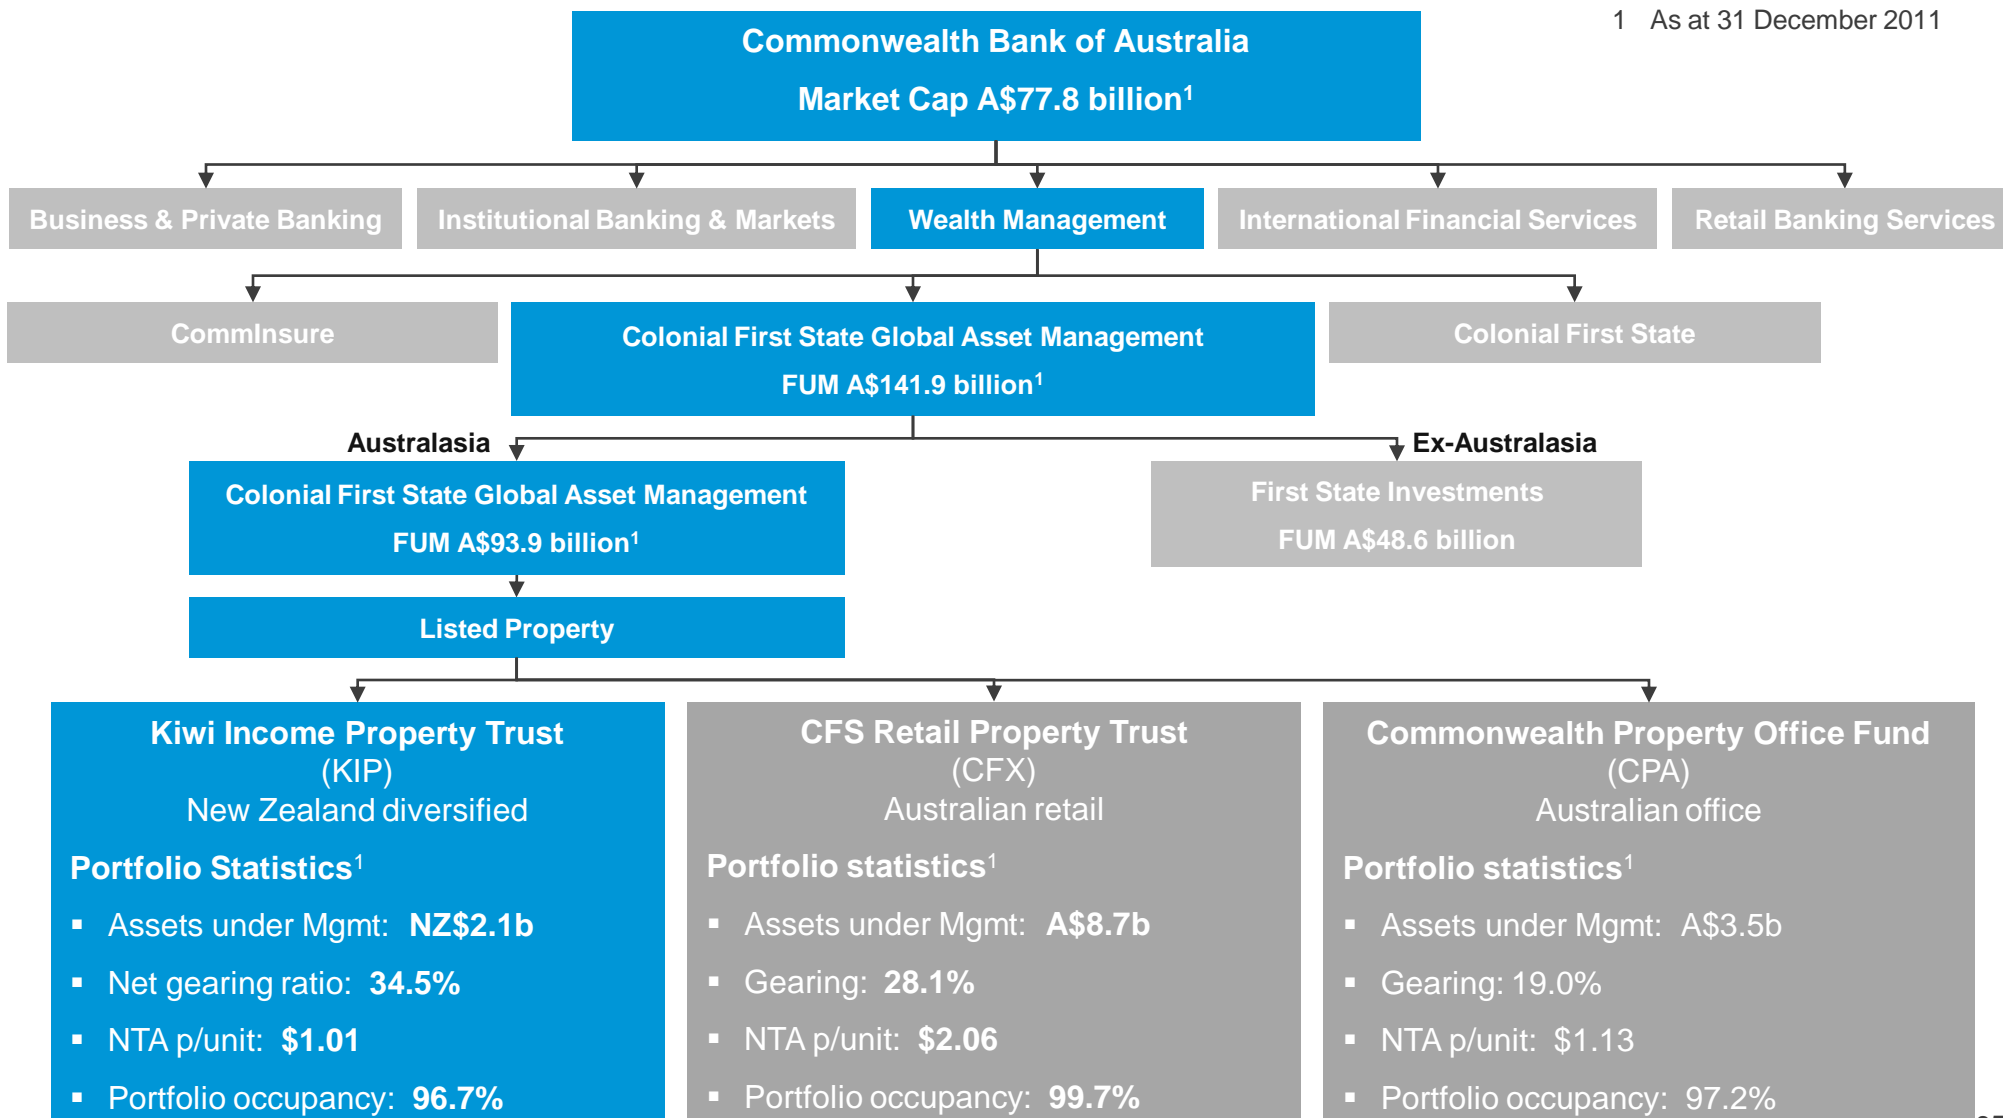 1 As at 31 December 2011
Commonwealth Bank of Australia
Market Cap A$77.8 billion1
Business & Private Banking
Institutional Banking & Markets
Wealth Management
International Financial Services
Retail Banking Services
CommInsure
Colonial First State Global Asset Management
FUM A$141.9 billion1
Colonial First State
Australasia
Ex-Australasia
Colonial First State Global Asset Management
FUM A$93.9 billion1
First State Investments
FUM A$48.6 billion
Listed Property
Kiwi Income Property Trust
(KIP)
New Zealand diversified
Portfolio Statistics1
▪ Assets under Mgmt: NZ$2.1b
▪ Net gearing ratio: 34.5%
▪ NTA p/unit: $1.01
▪ Portfolio occupancy: 96.7%
CFS Retail Property Trust
(CFX)
Australian retail
Portfolio statistics1
▪ Assets under Mgmt: A$8.7b
▪ Gearing: 28.1%
▪ NTA p/unit: $2.06
▪ Portfolio occupancy: 99.7%
Commonwealth Property Office Fund
(CPA)
Australian office
Portfolio statistics1
▪ Assets under Mgmt: A$3.5b
▪ Gearing: 19.0%
▪ NTA p/unit: $1.13
▪ Portfolio occupancy: 97.2%